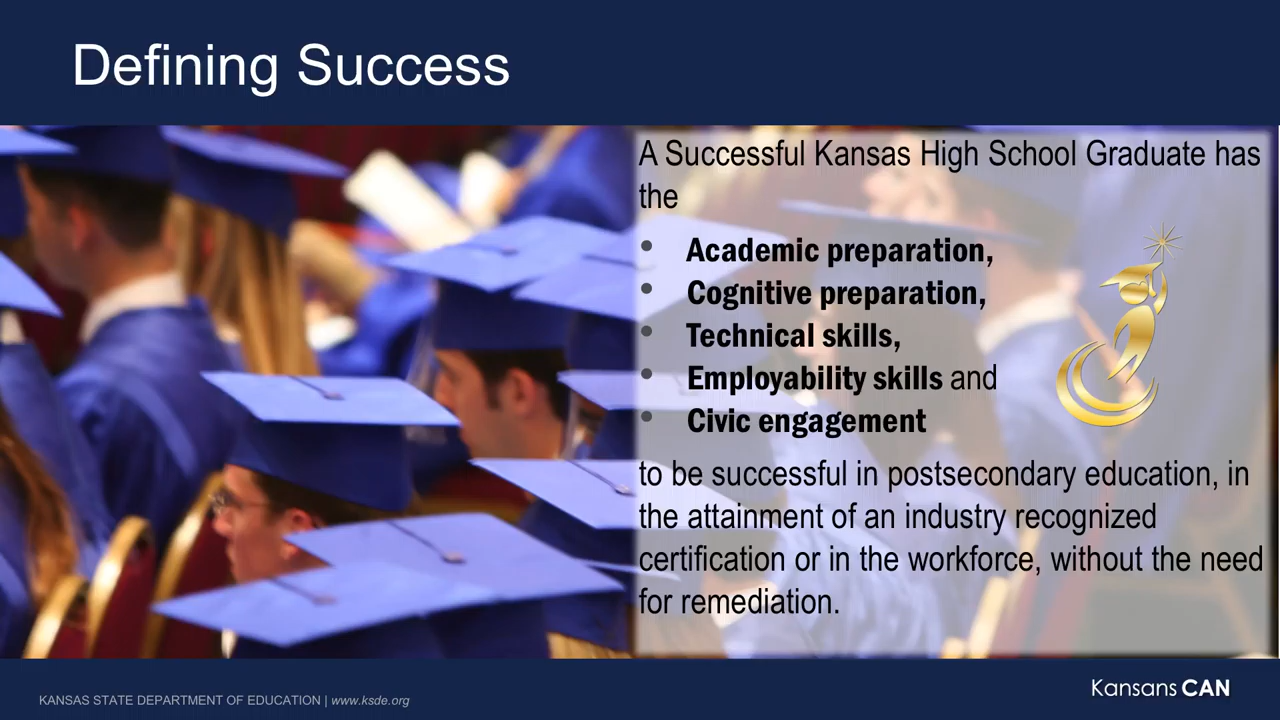 Defining Success
A Successful Kansas High School Graduate has
the
• Academic preparation,
• Cognitive preparation,
• Technical skills,
• Employability skills and
• Civic engagement
to be successful in postsecondary education, in
the attainment of an industry recognized
certification or in the workforce, without the need
for remediation.
KANSAS STATE DEPARTMENT OF EDUCATION | www.ksde.org
KansansCAN